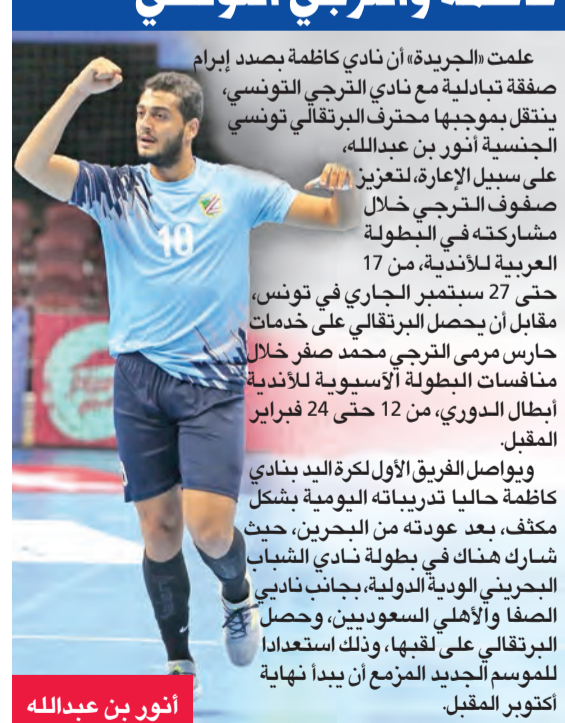 علمت «الجريدة» أن نادي كاظمة بصدد إبرام
صفقة تبادلية مع نادي الترجي التونسي،
ينتقل بموجبها محترف البرتقالي تونسي
الجنسية أنور بن عبدالله،
على سبيل الإعارة، لتعزيز
صفوف الترجي خلال
مشاركته في البطولة
العربية للأندية، من 17
حتى 27 سبتمبر الجاري في تونس،
مقابل أن يحصل البرتقالي على خدمات
حارس مرمى الترجي محمد صفر خلال
منافسات البطولة الآسيوية للأندية
أبطال الدوري، من 12 حتى 24 فبراير
المقبل.
ويواصل الفريق الأول لكرة اليد بنادي
كاظمة حاليا تدريباته اليومية بشكل
مكثف، بعد عودته من البحرين، حيث
شارك هناك في بطولة نادي الشباب
البحريني الودية الدولية، بجانب ناديي
الصفا والأهلي السعوديين، وحصل
البرتقالي على لقبها، وذلك استعدادا
للموسم الجديد المزمع أن يبدأ نهاية
أكتوبر المقبل.
10
أنور بن عبدالله